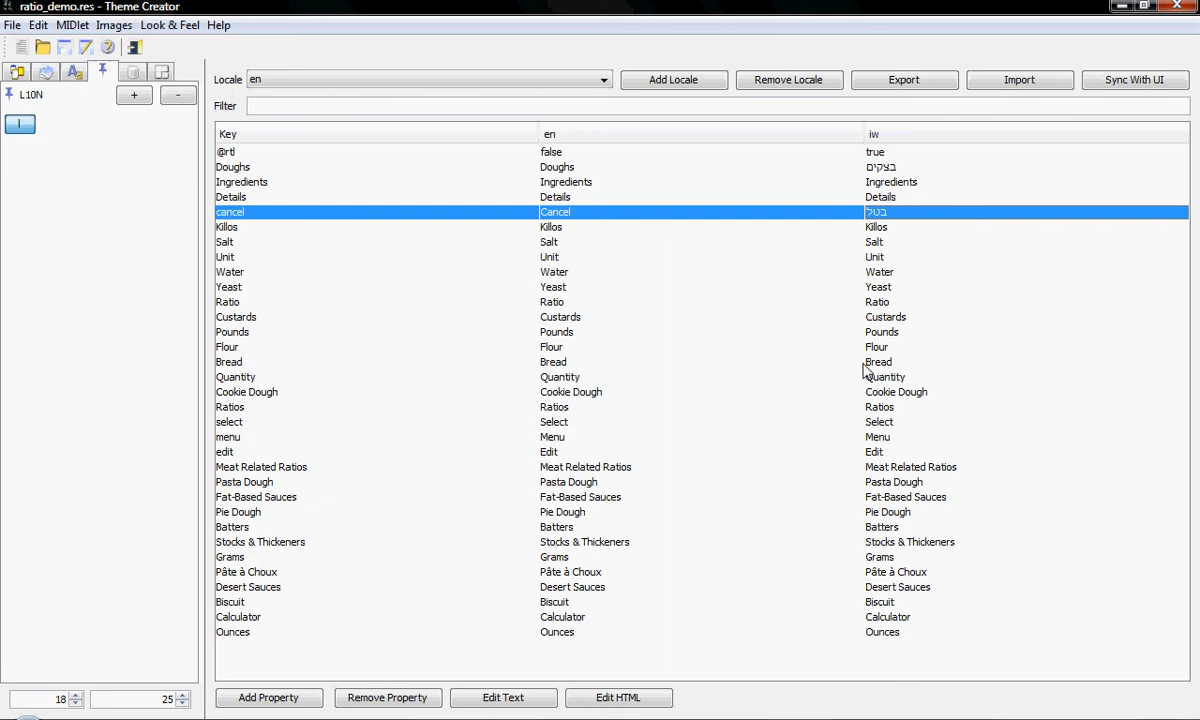 ratio_demo.res - Theme Creator
File Edit MIDlet Images Look & Feel Help
Locale en Add Locale Remove Locale Export Import Sync With UI
L10N + -
Filter
I
Key en iw
@rtl false true
Doughs Doughs בצקים
Ingredients Ingredients Ingredients
Details Details Details
cancel Cancel בטל
Killos Killos Killos
Salt Salt Salt
Unit Unit Unit
Water Water Water
Yeast Yeast Yeast
Ratio Ratio Ratio
Custards Custards Custards
Pounds Pounds Pounds
Flour Flour Flour
Bread Bread Bread
Quantity Quantity Quantity
Cookie Dough Cookie Dough Cookie Dough
Ratios Ratios Ratios
select Select Select
menu Menu Menu
edit Edit Edit
Meat Related Ratios Meat Related Ratios Meat Related Ratios
Pasta Dough Pasta Dough Pasta Dough
Fat-Based Sauces Fat-Based Sauces Fat-Based Sauces
Pie Dough Pie Dough Pie Dough
Batters Batters Batters
Stocks & Thickeners Stocks & Thickeners Stocks & Thickeners
Grams Grams Grams
Pâte à Choux Pâte à Choux Pâte à Choux
Desert Sauces Desert Sauces Desert Sauces
Biscuit Biscuit Biscuit
Calculator Calculator Calculator
Ounces Ounces Ounces
18 25 Add Property Remove Property Edit Text Edit HTML